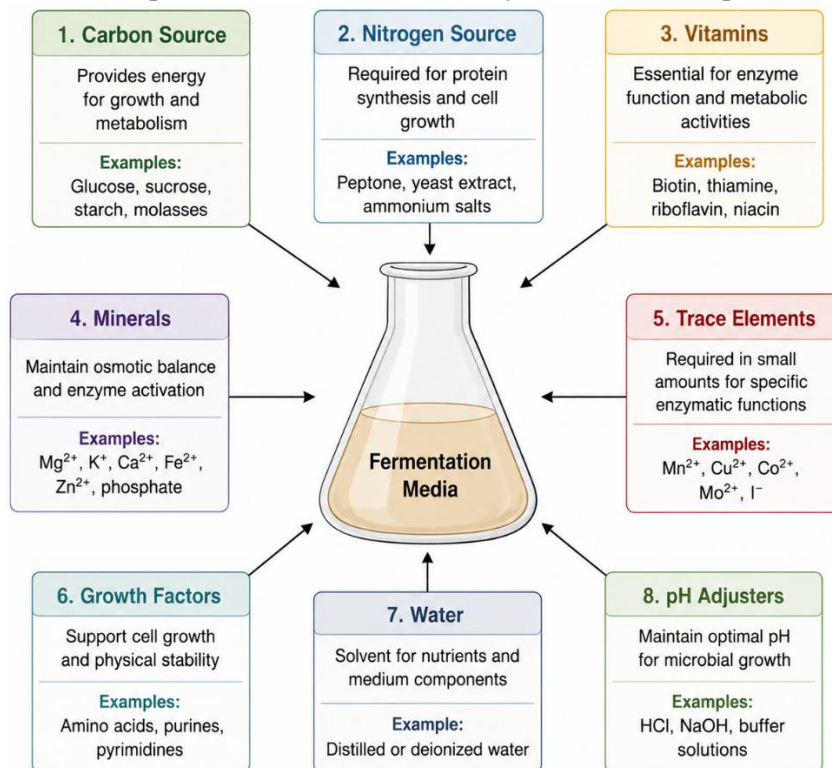 1. Carbon Source
Provides energy
for growth and
metabolism
Examples:
Glucose, sucrose,
starch, molasses
2. Nitrogen Source
Required for protein
synthesis and cell
growth
Examples:
Peptone, yeast extract,
ammonium salts
3. Vitamins
Essential for enzyme
function and metabolic
activities
Examples:
Biotin, thiamine,
riboflavin, niacin
4. Minerals
Maintain osmotic balance
and enzyme activation
Examples:
Mg²⁺, K⁺, Ca²⁺, Fe²⁺,
Zn²⁺, phosphate
Fermentation
Media
5. Trace Elements
Required in small
amounts for specific
enzymatic functions
Examples:
Mn²⁺, Cu²⁺, Co²⁺,
Mo²⁺, I⁻
6. Growth Factors
Support cell growth
and physical stability
Examples:
Amino acids, purines,
pyrimidines
7. Water
Solvent for nutrients and
medium components
Example:
Distilled or deionized water
8. pH Adjusters
Maintain optimal pH
for microbial growth
Examples:
HCl, NaOH, buffer
solutions